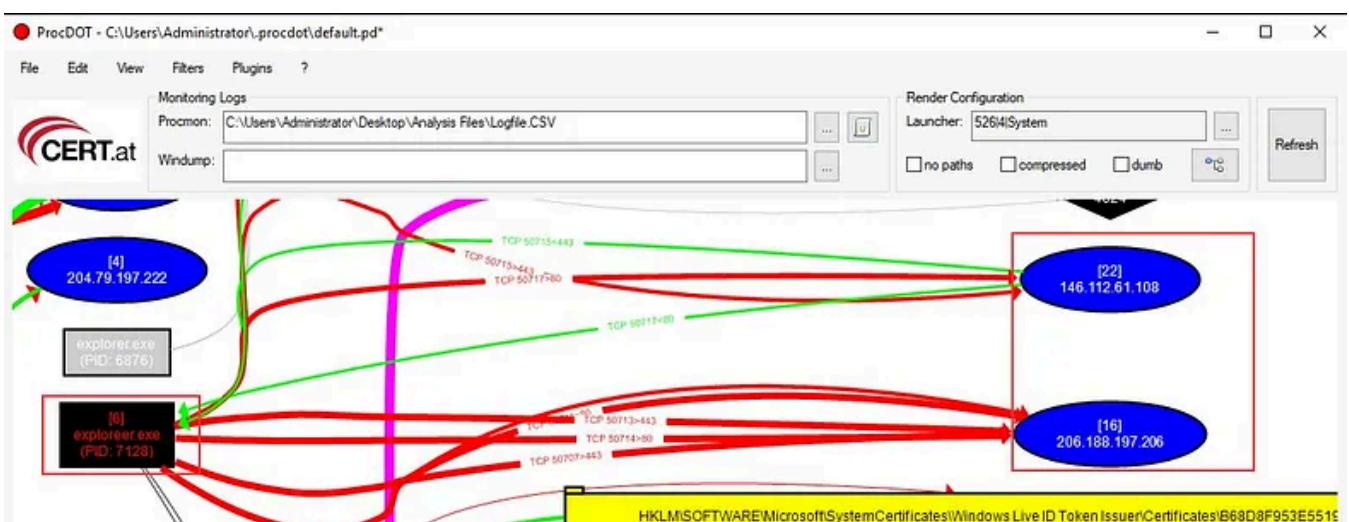 ProcDOT - C:\Users\Administrator\.procdot\default.pd*
File Edit View Filters Plugins ?
CERT.at
Monitoring Logs
Procmon: C:\Users\Administrator\Desktop\Analysis Files\Logfile.CSV ...
Windump: ...
Render Configuration
Launcher: 526|4|System ...
no paths compressed dumb
Refresh
[4]
204.79.197.222
TCP 50715<443
TCP 50715>443
TCP 50717>80
[22]
146.112.61.108
TCP 50717<80
explorer.exe
(PID: 6876)
[6]
exploreer.exe
(PID: 7128)
TCP 50713>443
TCP 50714>80
TCP 50707>443
[16]
206.188.197.206
HKLM\SOFTWARE\Microsoft\SystemCertificates\Windows Live ID Token Issuer\Certificates\B68D8F953E5519